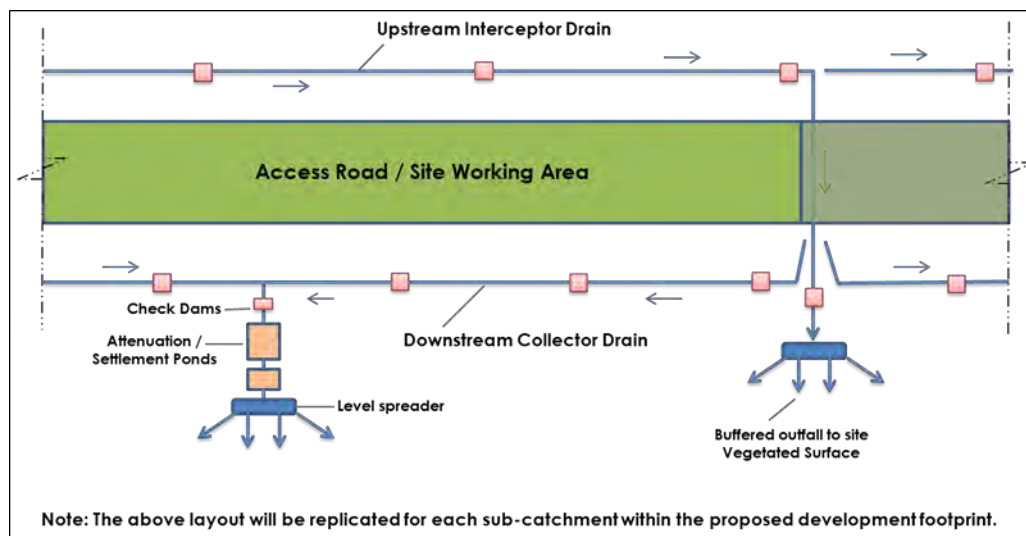 Upstream Interceptor Drain
Access Road / Site Working Area
Check Dams
Downstream Collector Drain
Attenuation /
Settlement Ponds
Level spreader
Buffered outfall to site
Vegetated Surface
Note: The above layout will be replicated for each sub-catchment within the proposed development footprint.